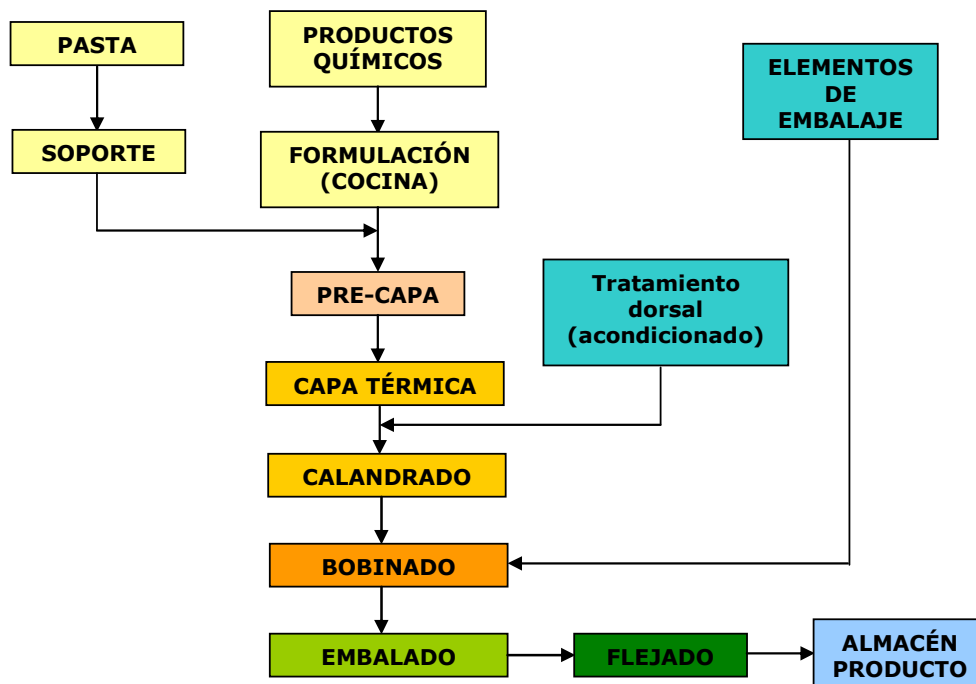 PASTA
PRODUCTOS
QUÍMICOS
ELEMENTOS
DE
EMBALAJE
SOPORTE
FORMULACIÓN
(COCINA)
PRE-CAPA
Tratamiento
dorsal
(acondicionado)
CAPA TÉRMICA
CALANDRADO
BOBINADO
EMBALADO
FLEJADO
ALMACÉN
PRODUCTO